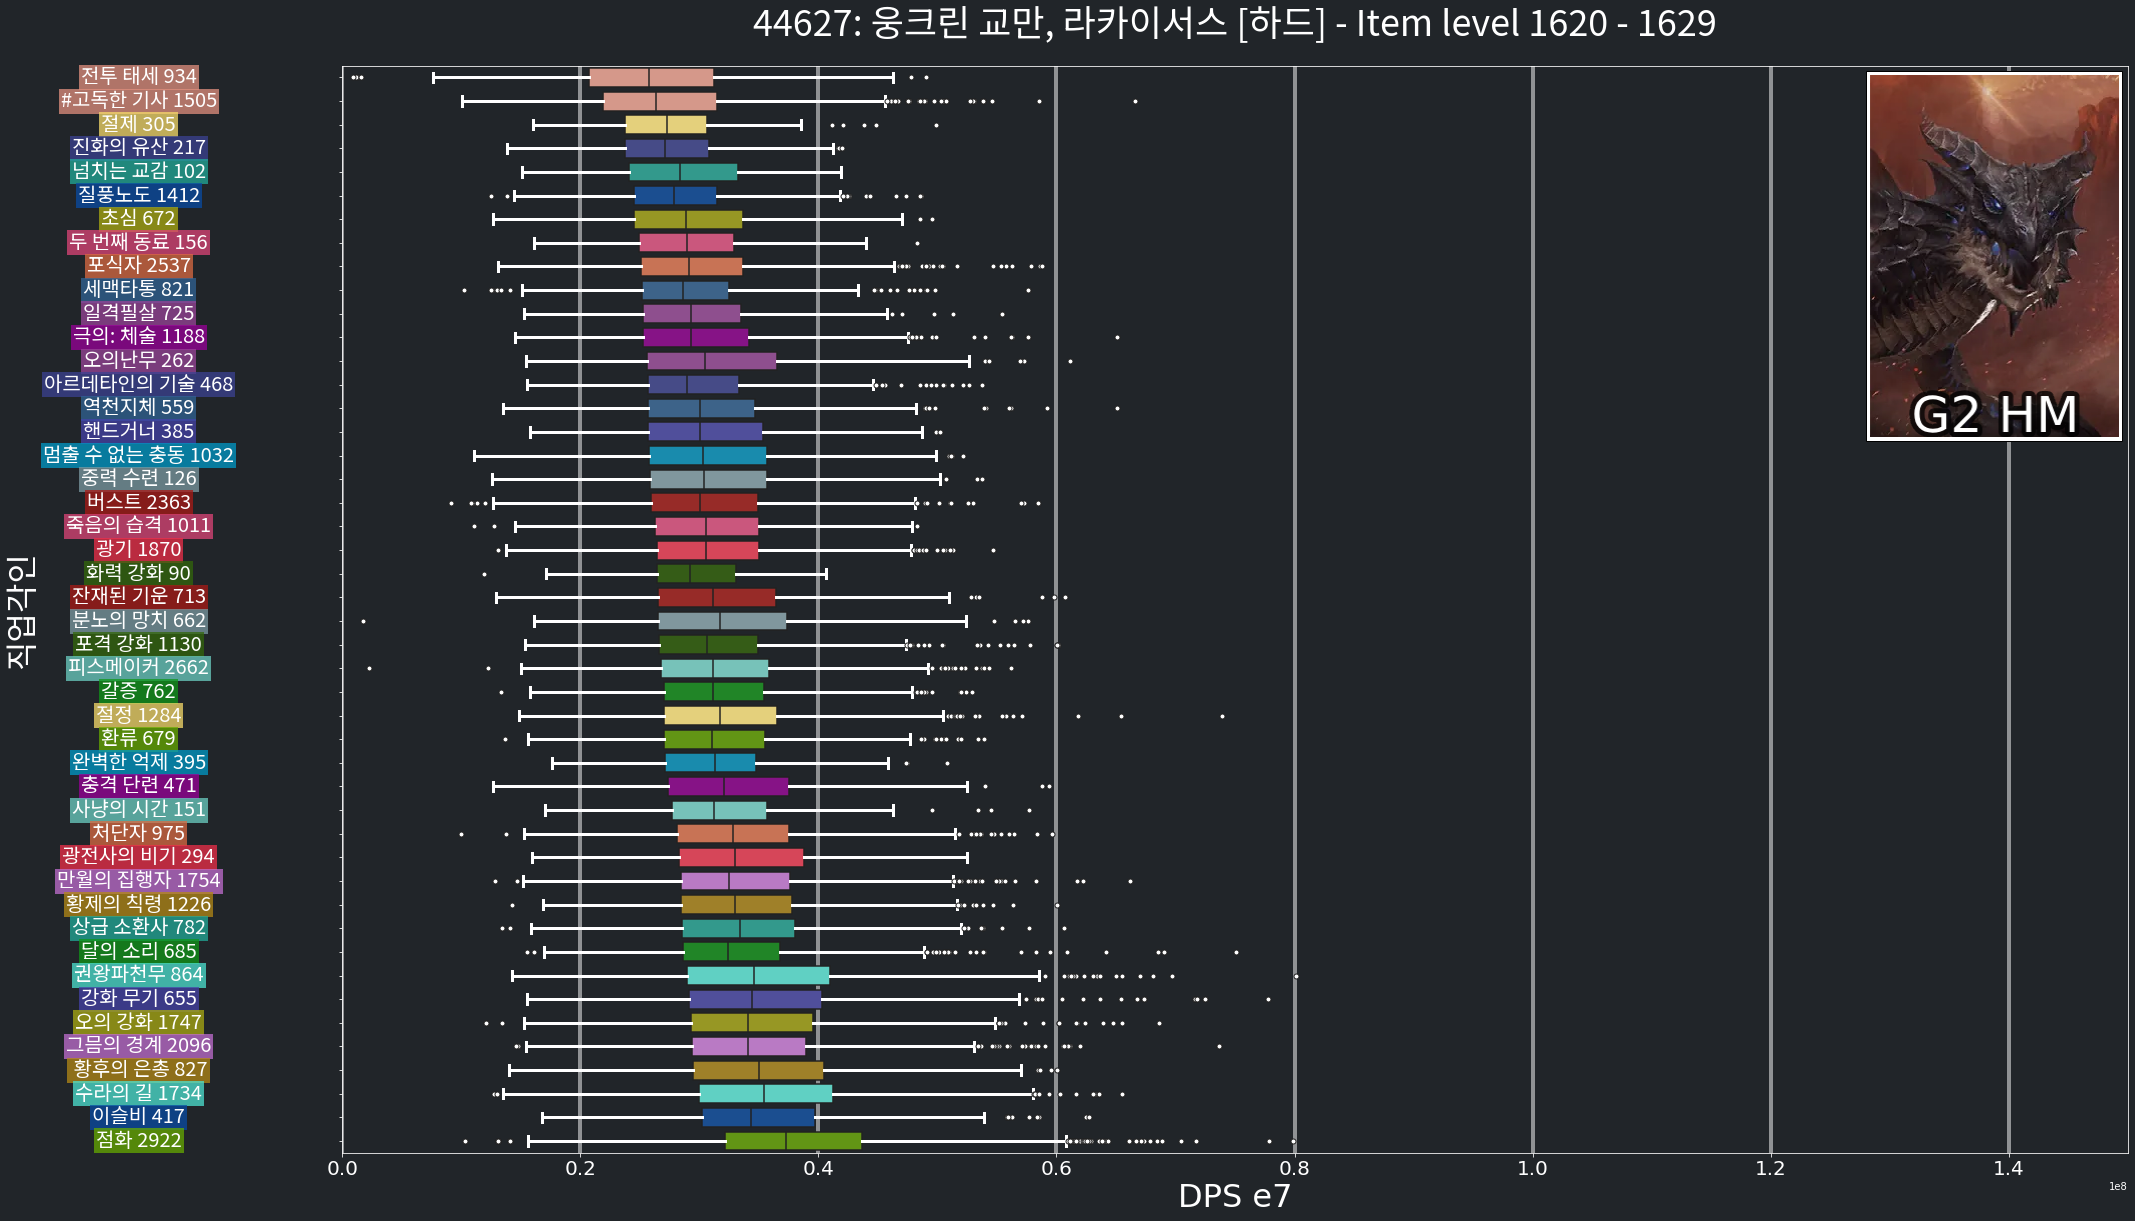 44627: 웅크린 교만, 라카이서스 [하드] - Item level 1620 - 1629
전투 태세 934
#고독한 기사 1505
절제 305
진화의 유산 217
넘치는 교감 102
질풍노도 1412
초심 672
두 번째 동료 156
포식자 2537
세맥타통 821
일격필살 725
극의: 체술 1188
오의난무 262
아르데타인의 기술 468
역천지체 559
핸드거너 385
멈출 수 없는 충동 1032
중력 수련 126
버스트 2363
죽음의 습격 1011
광기 1870
화력 강화 90
잔재된 기운 713
분노의 망치 662
포격 강화 1130
피스메이커 2662
갈증 762
절정 1284
환류 679
완벽한 억제 395
충격 단련 471
사냥의 시간 151
처단자 975
광전사의 비기 294
만월의 집행자 1754
황제의 칙령 1226
상급 소환사 782
달의 소리 685
권왕파천무 864
강화 무기 655
오의 강화 1747
그믐의 경계 2096
황후의 은총 827
수라의 길 1734
이슬비 417
점화 2922
직업각인
G2 HM
0.0 0.2 0.4 0.6 0.8 1.0 1.2 1.4
1e8
DPS e7